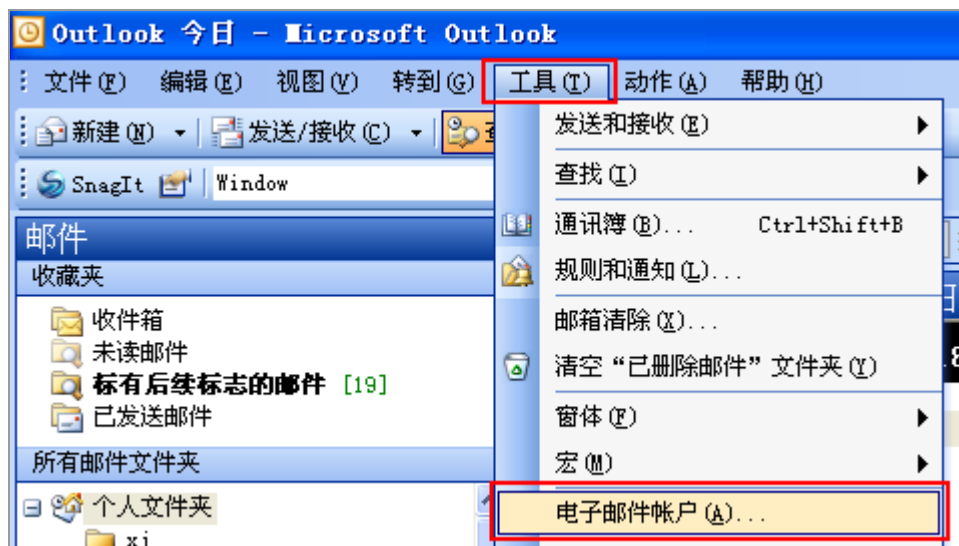 Outlook 今日 - Microsoft Outlook
文件(F) 编辑(E) 视图(V) 转到(G) 工具(T) 动作(A) 帮助(H)
新建(N) 发送/接收(C)
SnagIt Window
发送和接收(E)
查找(I)
通讯簿(B)... Ctrl+Shift+B
规则和通知(L)...
邮箱清除(X)...
清空“已删除邮件”文件夹(Y)
窗体(F)
宏(M)
电子邮件帐户(A)...
邮件
收藏夹
收件箱
未读邮件
标有后续标志的邮件 [19]
已发送邮件
所有邮件文件夹
个人文件夹